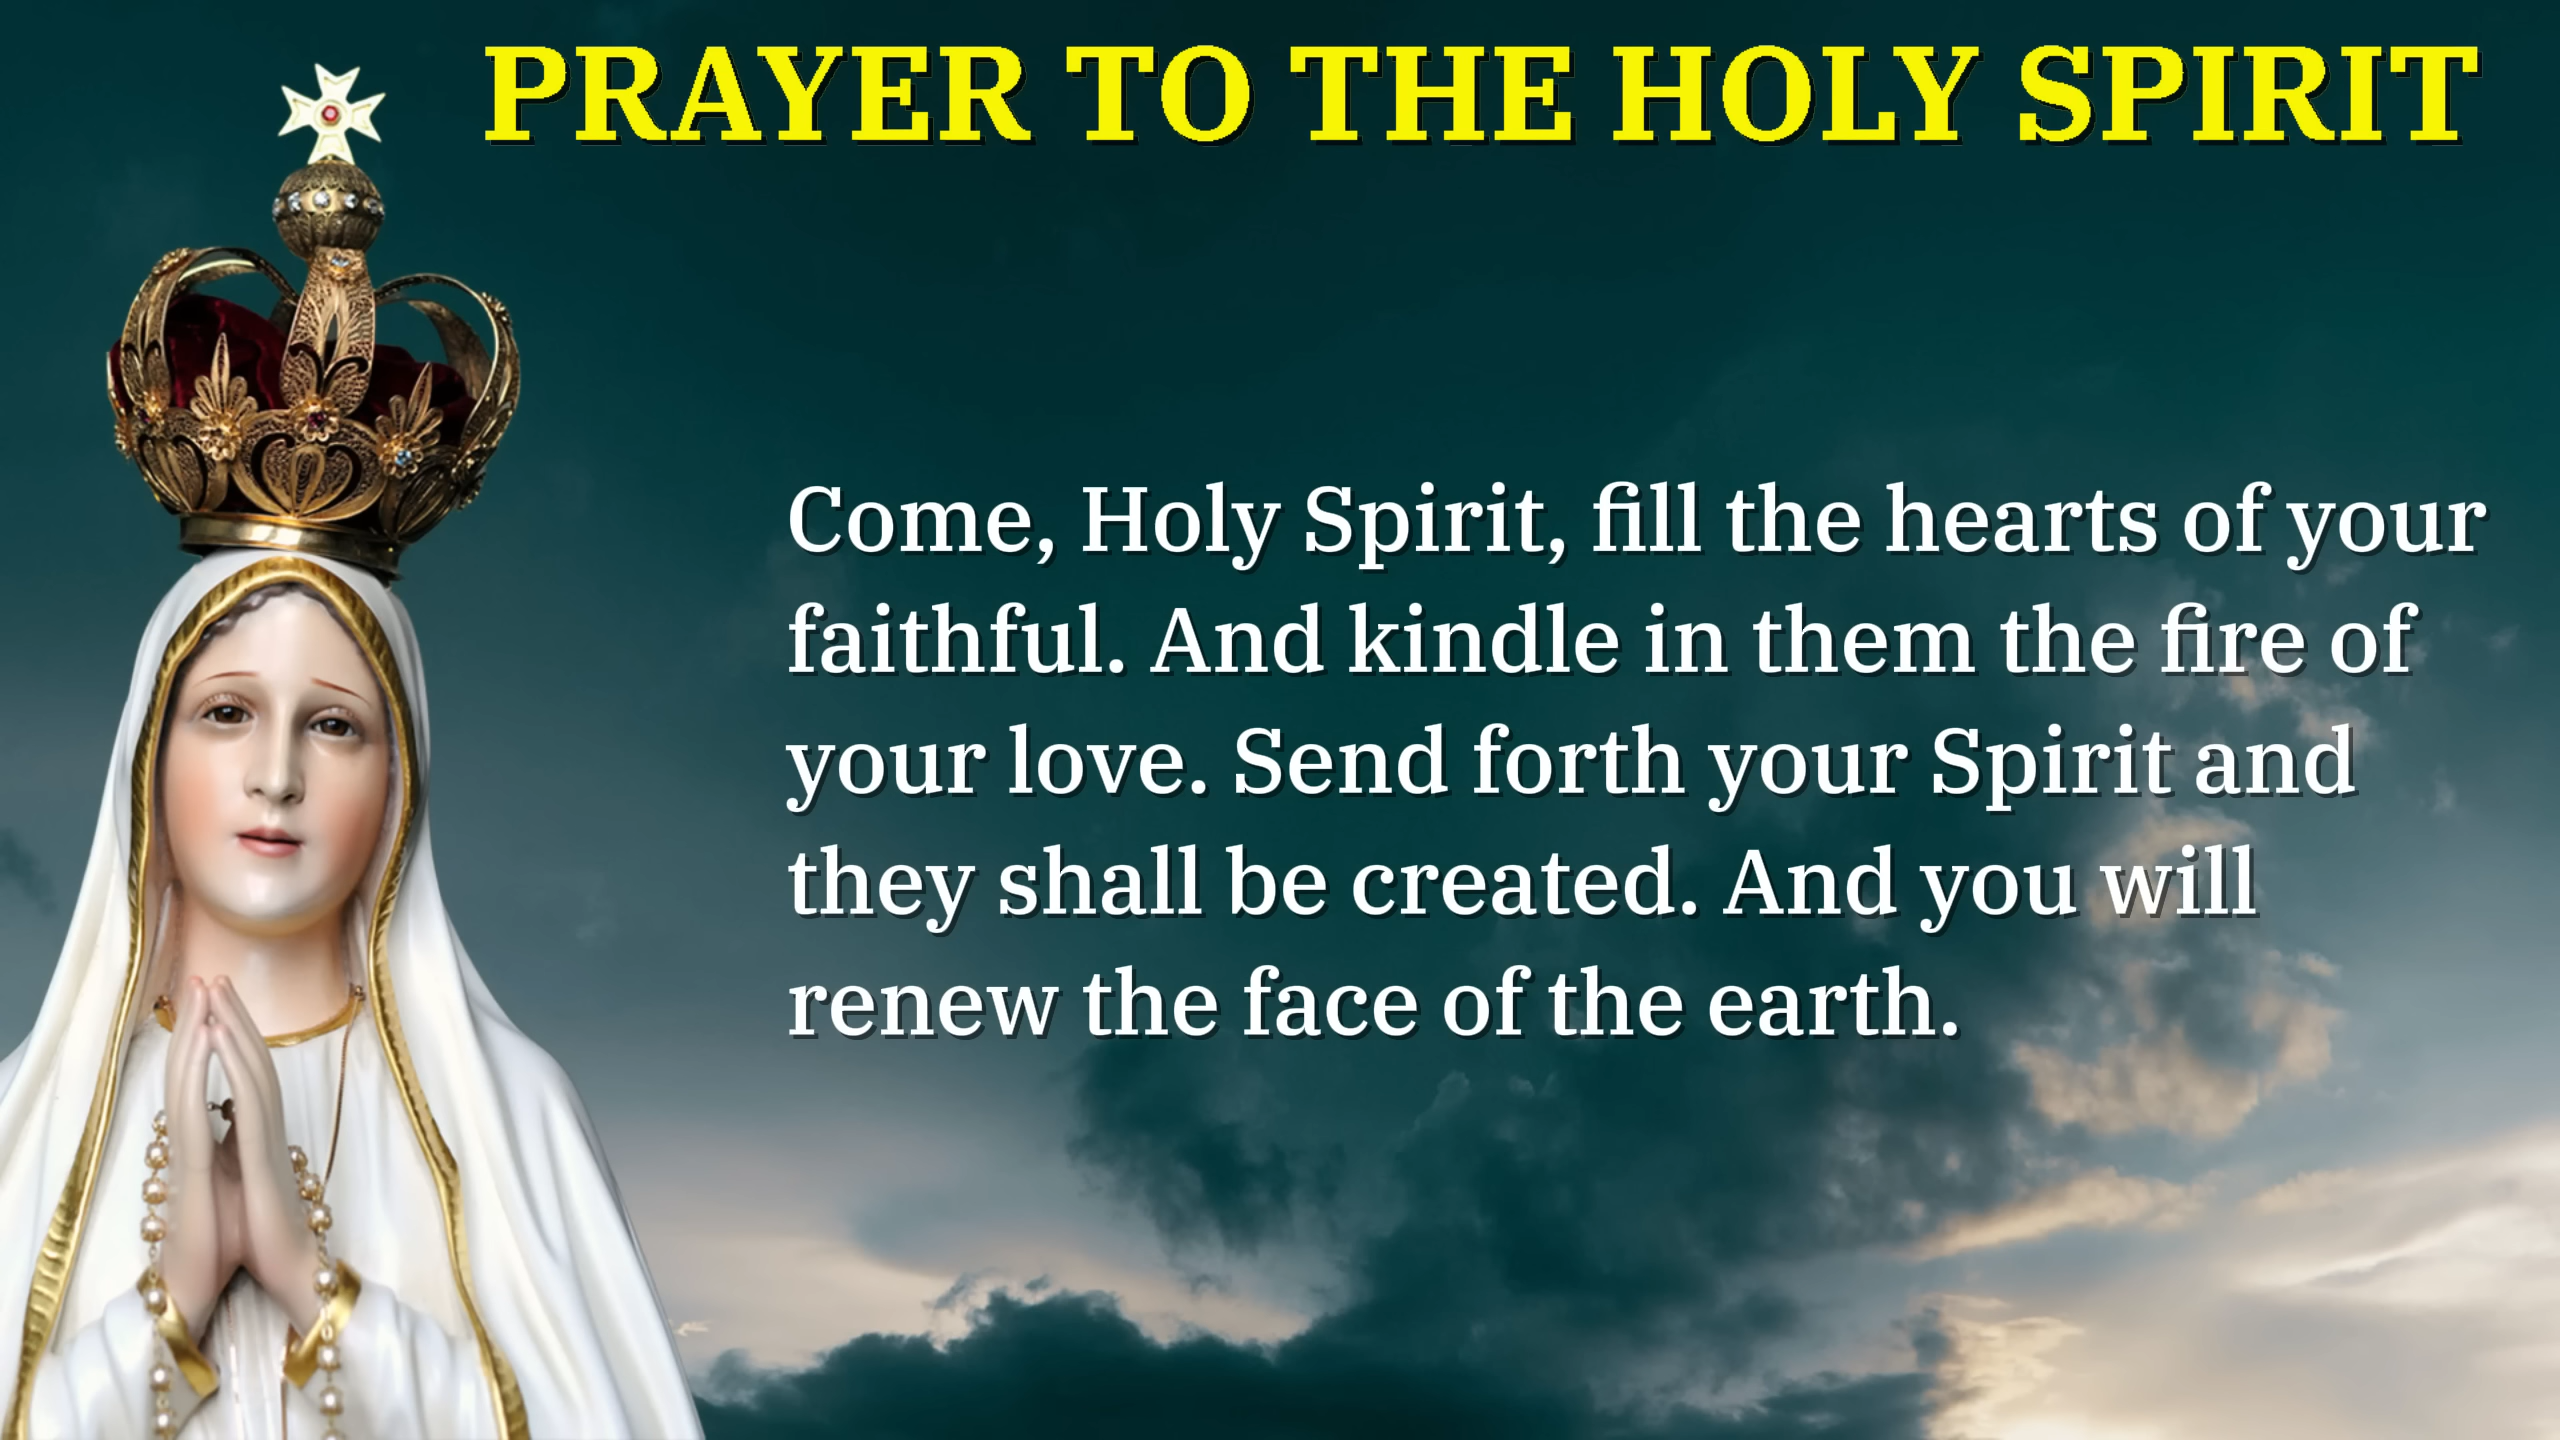 PRAYER TO THE HOLY SPIRIT
Come, Holy Spirit, fill the hearts of your
faithful. And kindle in them the fire of
your love. Send forth your Spirit and
they shall be created. And you will
renew the face of the earth.